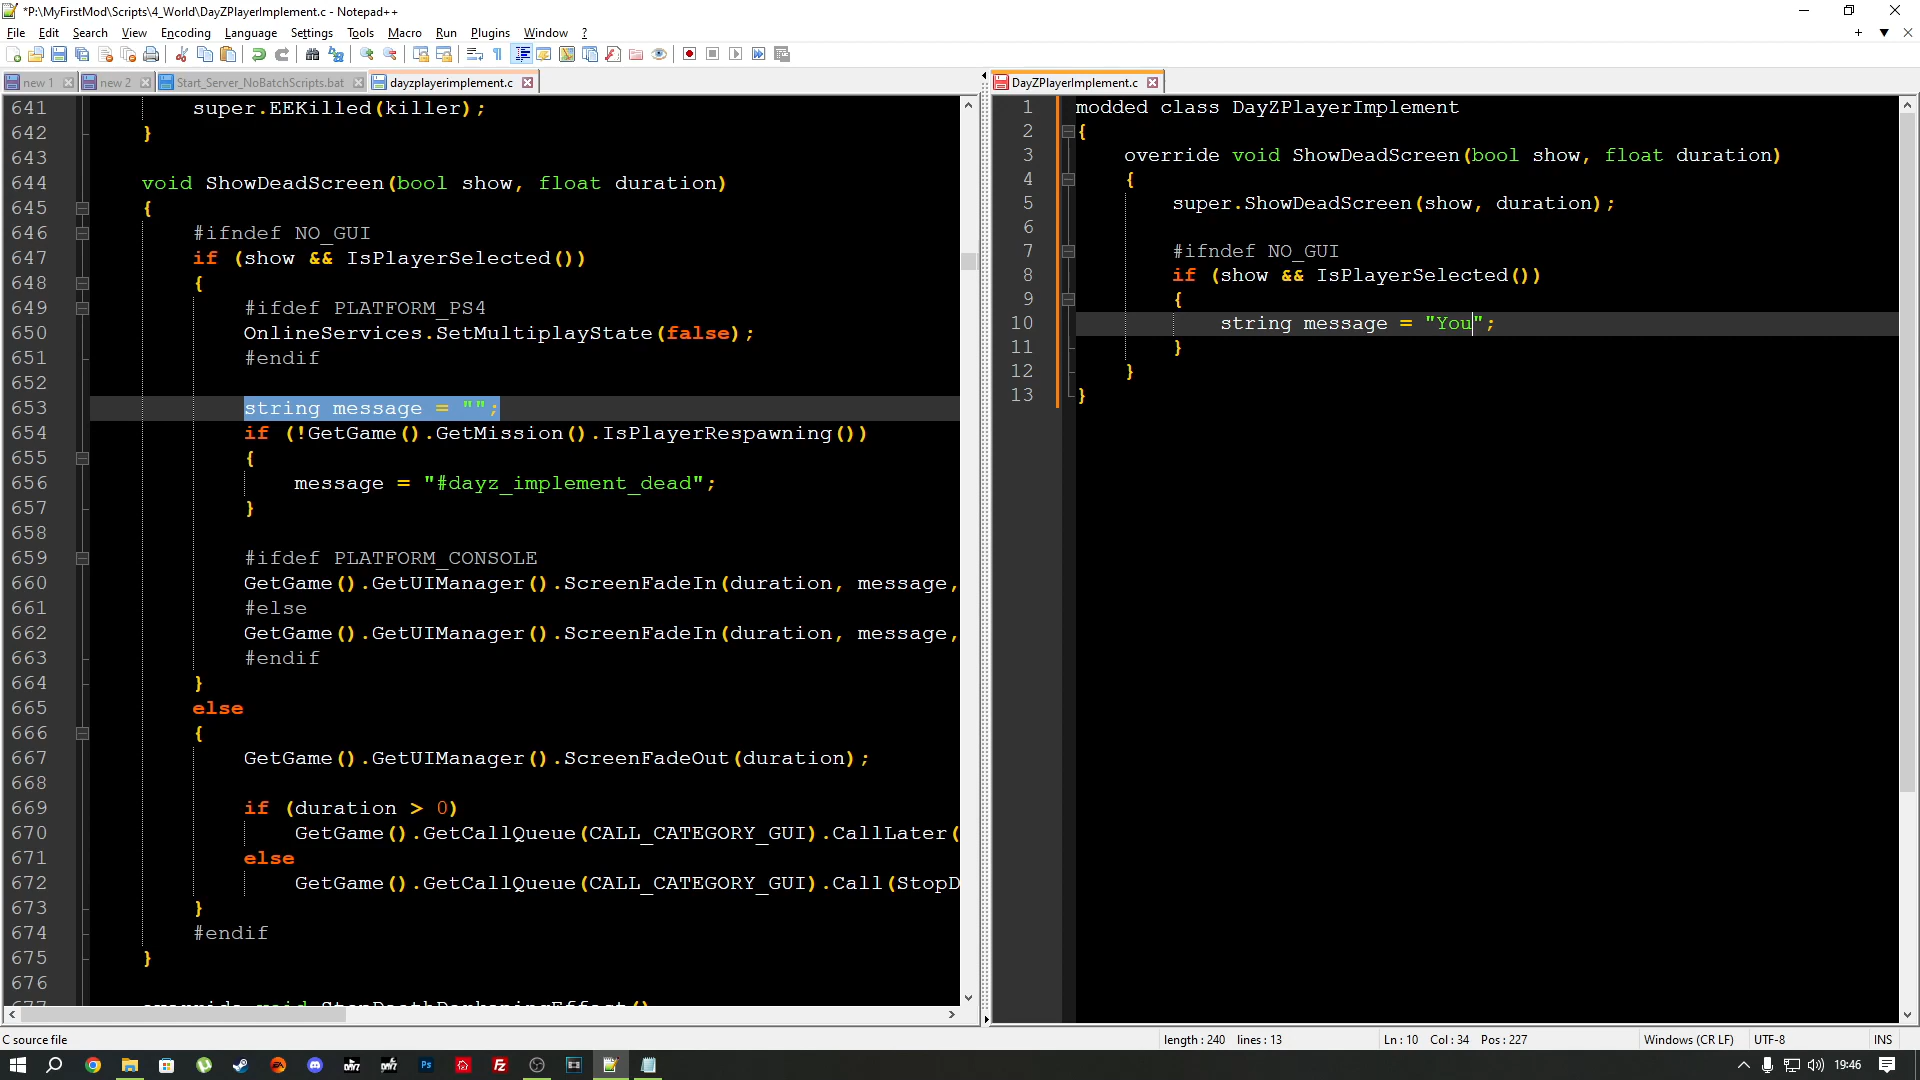 *P:\MyFirstMod\Scripts\4_World\DayZPlayerImplement.c - Notepad++
File Edit Search View Encoding Language Settings Tools Macro Run Plugins Window ?
new 1 new 2 Start_Server_NoBatchScripts.bat dayzplayerimplement.c
641 super.EEKilled(killer);
642 }
643
644 void ShowDeadScreen(bool show, float duration)
645 {
646 #ifndef NO_GUI
647 if (show && IsPlayerSelected())
648 {
649 #ifdef PLATFORM_PS4
650 OnlineServices.SetMultiplayState(false);
651 #endif
652
653 string message = "";
654 if (!GetGame().GetMission().IsPlayerRespawning())
655 {
656 message = "#dayz_implement_dead";
657 }
658
659 #ifdef PLATFORM_CONSOLE
660 GetGame().GetUIManager().ScreenFadeIn(duration, message,
661 #else
662 GetGame().GetUIManager().ScreenFadeIn(duration, message,
663 #endif
664 }
665 else
666 {
667 GetGame().GetUIManager().ScreenFadeOut(duration);
668
669 if (duration > 0)
670 GetGame().GetCallQueue(CALL_CATEGORY_GUI).CallLater(
671 else
672 GetGame().GetCallQueue(CALL_CATEGORY_GUI).Call(StopD
673 }
674 #endif
675 }
676
677 override void StopDeathDarkeningEffect()
DayZPlayerImplement.c
1 modded class DayZPlayerImplement
2 {
3 override void ShowDeadScreen(bool show, float duration)
4 {
5 super.ShowDeadScreen(show, duration);
6
7 #ifndef NO_GUI
8 if (show && IsPlayerSelected())
9 {
10 string message = "You";
11 }
12 }
13 }
C source file length : 240 lines : 13 Ln : 10 Col : 34 Pos : 227 Windows (CR LF) UTF-8 INS
19:46